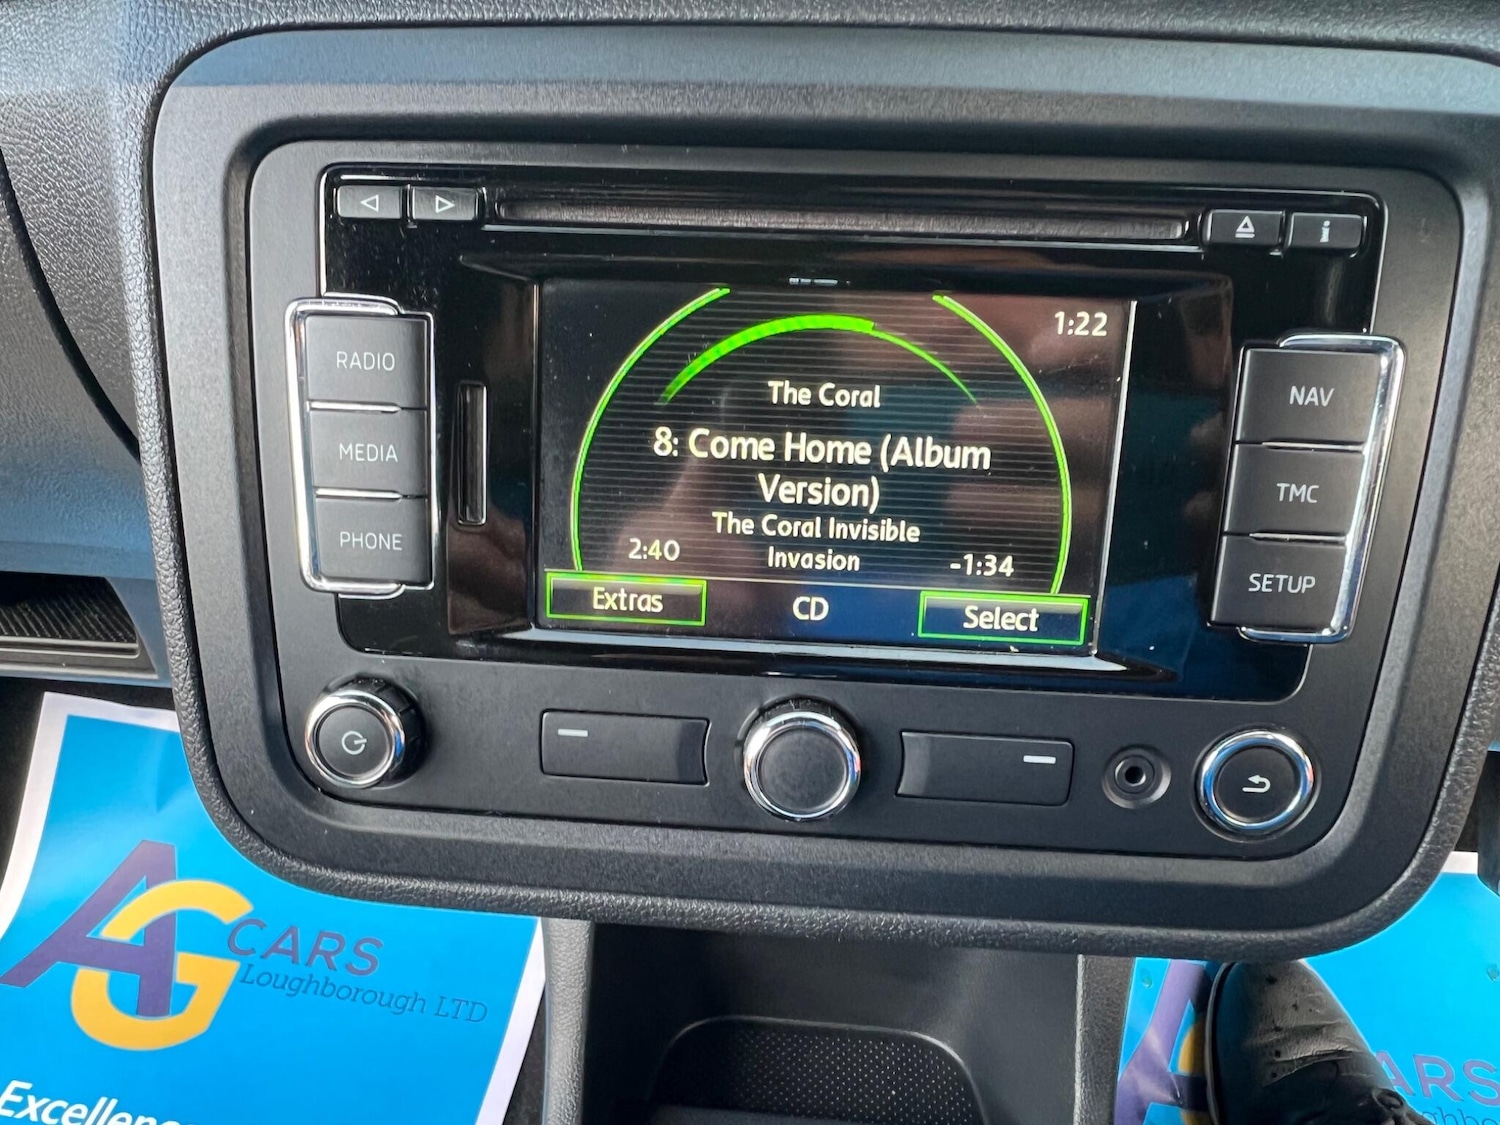 1:22
The Coral
8: Come Home (Album
Version)
The Coral Invisible
Invasion
2:40
-1:34
Extras
CD
Select
RADIO
MEDIA
PHONE
NAV
TMC
SETUP
i
AG CARS
Loughborough LTD
ARS